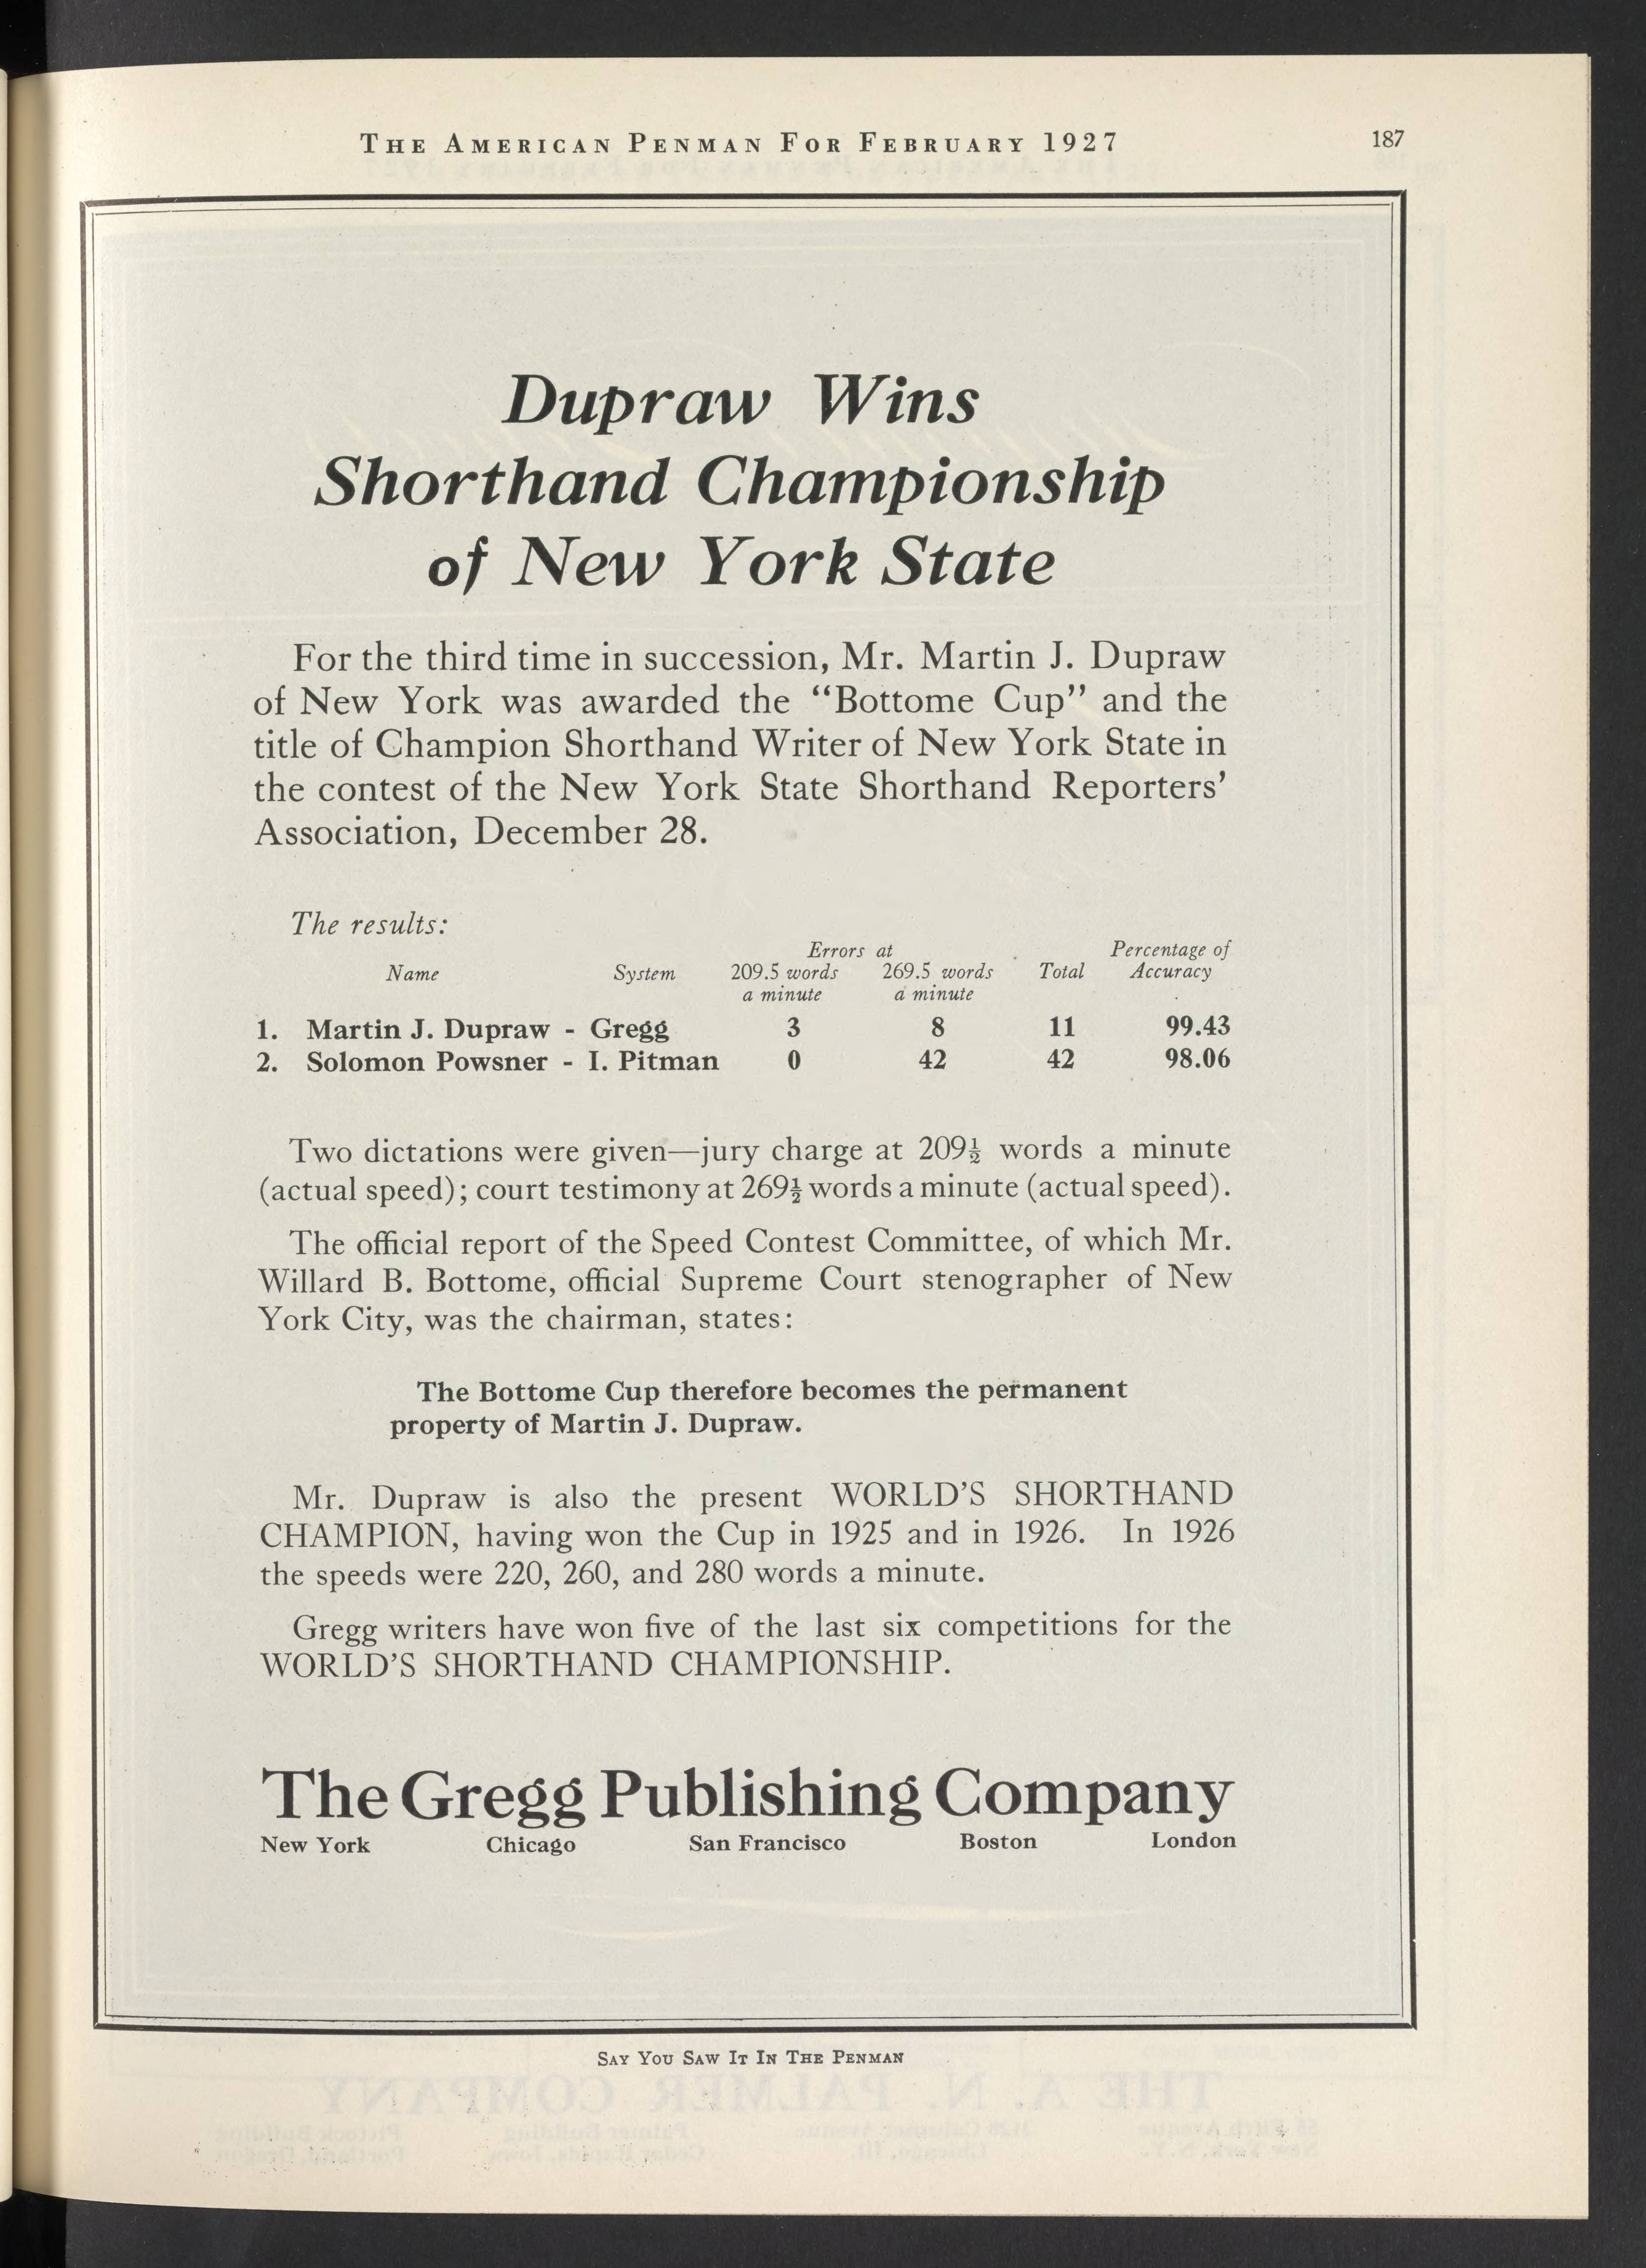 THE AMERICAN PENMAN FOR FEBRUARY 1927 187
Dupraw Wins
Shorthand Championship
of New York State
For the third time in succession, Mr. Martin J. Dupraw
of New York was awarded the “Bottome Cup” and the
title of Champion Shorthand Writer of New York State in
the contest of the New York State Shorthand Reporters’
Association, December 28.
The results:
Errors at Percentage of
Name System 209.5 words 269.5 words Total Accuracy
a minute a minute
1. Martin J. Dupraw - Gregg 3 8 11 99.43
2. Solomon Powsner - I. Pitman 0 42 42 98.06
Two dictations were given—jury charge at 209½ words a minute
(actual speed); court testimony at 269½ words a minute (actual speed).
The official report of the Speed Contest Committee, of which Mr.
Willard B. Bottome, official Supreme Court stenographer of New
York City, was the chairman, states:
The Bottome Cup therefore becomes the permanent
property of Martin J. Dupraw.
Mr. Dupraw is also the present WORLD’S SHORTHAND
CHAMPION, having won the Cup in 1925 and in 1926. In 1926
the speeds were 220, 260, and 280 words a minute.
Gregg writers have won five of the last six competitions for the
WORLD’S SHORTHAND CHAMPIONSHIP.
The Gregg Publishing Company
New York Chicago San Francisco Boston London
SAY YOU SAW IT IN THE PENMAN
THE A. N. PALMER COMPANY